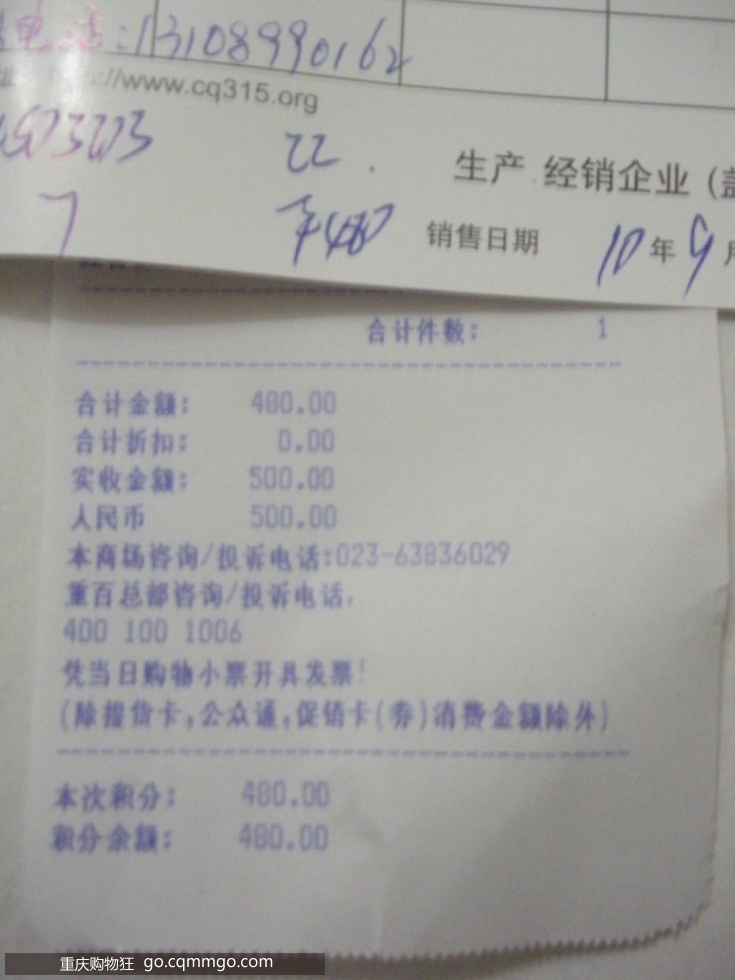 电话:13108990162
://www.cq315.org
22.
生产 经销企业 (盖
7
¥480 销售日期 10年9月
合计件数: 1
合计金额: 480.00
合计折扣: 0.00
实收金额: 500.00
人民币 500.00
本商场咨询/投诉电话:023-63836029
重百总部咨询/投诉电话,
400 100 1006
凭当日购物小票开具发票!
(除提货卡,公众通,促销卡(券)消费金额除外)
本次积分: 480.00
积分余额: 480.00
重庆购物狂 go.cqmmgo.com